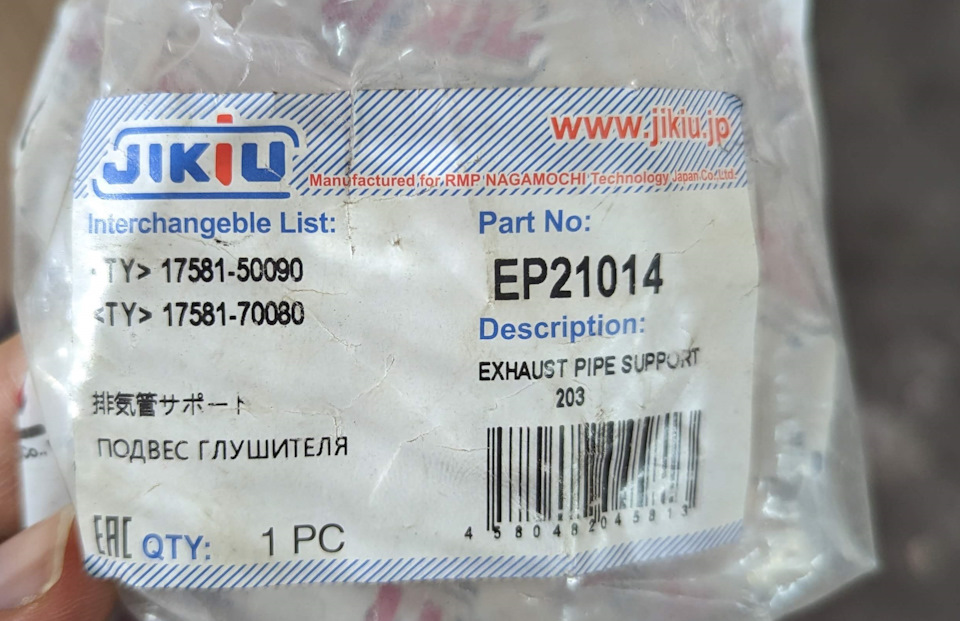 JIKIU
www.jikiu.jp
Manufactured for RMP NAGAMOCHI Technology Japan Co.Ltd.
Interchangeble List:
<TY> 17581-50090
<TY> 17581-70080
Part No:
EP21014
Description:
EXHAUST PIPE SUPPORT
203
排気管サポート
ПОДВЕС ГЛУШИТЕЛЯ
EAC QTY: 1 PC
4 580482 045813